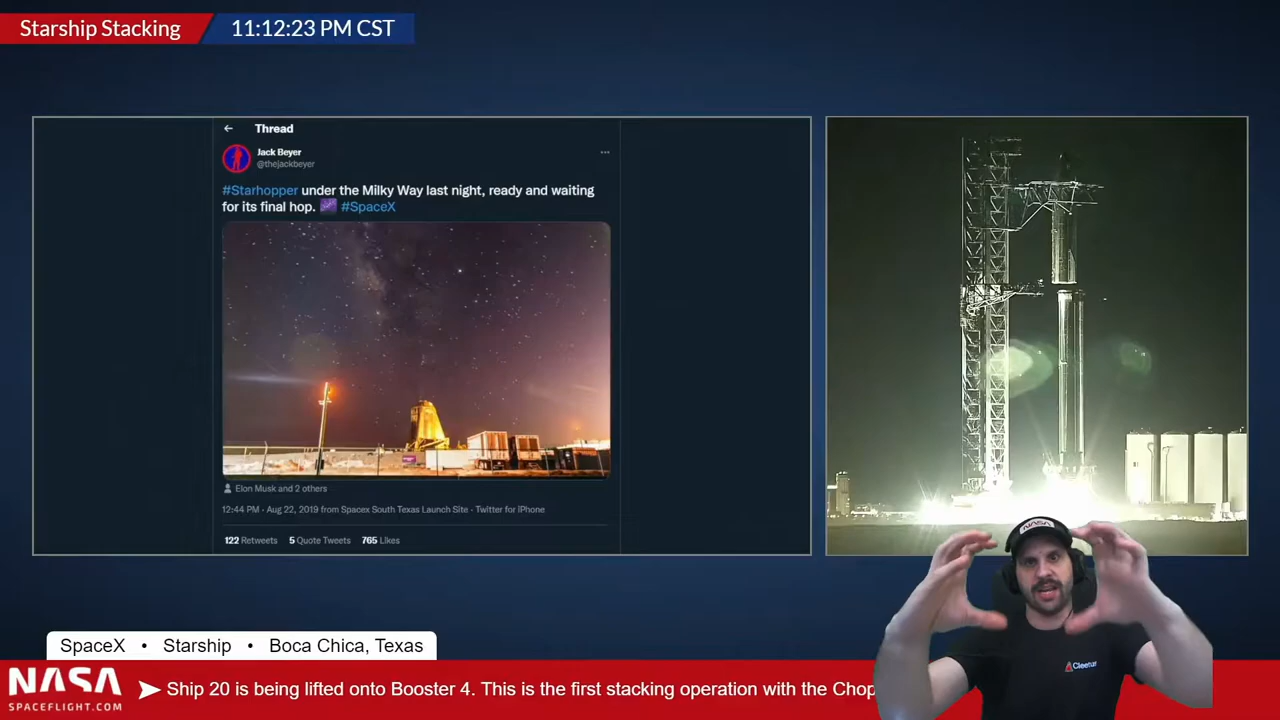 Starship Stacking
11:12:23 PM CST
Thread
Jack Beyer
@thejackbeyer
#Starhopper under the Milky Way last night, ready and waiting
for its final hop. #SpaceX
Elon Musk and 2 others
12:44 PM · Aug 22, 2019 from Spacex South Texas Launch Site · Twitter for iPhone
122 Retweets 5 Quote Tweets 765 Likes
NASA
SpaceX • Starship • Boca Chica, Texas
NASA
SPACEFLIGHT.COM
Ship 20 is being lifted onto Booster 4. This is the first stacking operation with the Chop